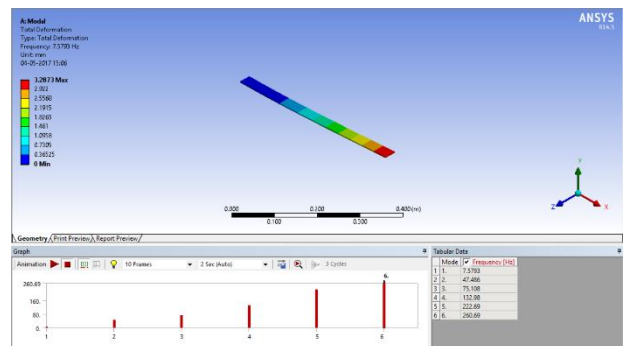 A: Modal
Total Deformation
Type: Total Deformation
Frequency: 7.5793 Hz
Unit: mm
04-05-2017 15:06
3.2873 Max
2.922
2.5568
2.1915
1.8263
1.461
1.0958
0.7305
0.36525
0 Min
ANSYS
R14.5
0.000
0.200
0.400 (m)
0.100
0.300
Y
Z
X
Geometry / Print Preview / Report Preview /
Graph
Animation
10 Frames
2 Sec (Auto)
3 Cycles
6.
260.69
160.
80.
0.
1 2 3 4 5 6
Tabular Data
Mode Frequency [Hz]
1 1. 7.5793
2 2. 47.466
3 3. 75.108
4 4. 132.98
5 5. 222.69
6 6. 260.69